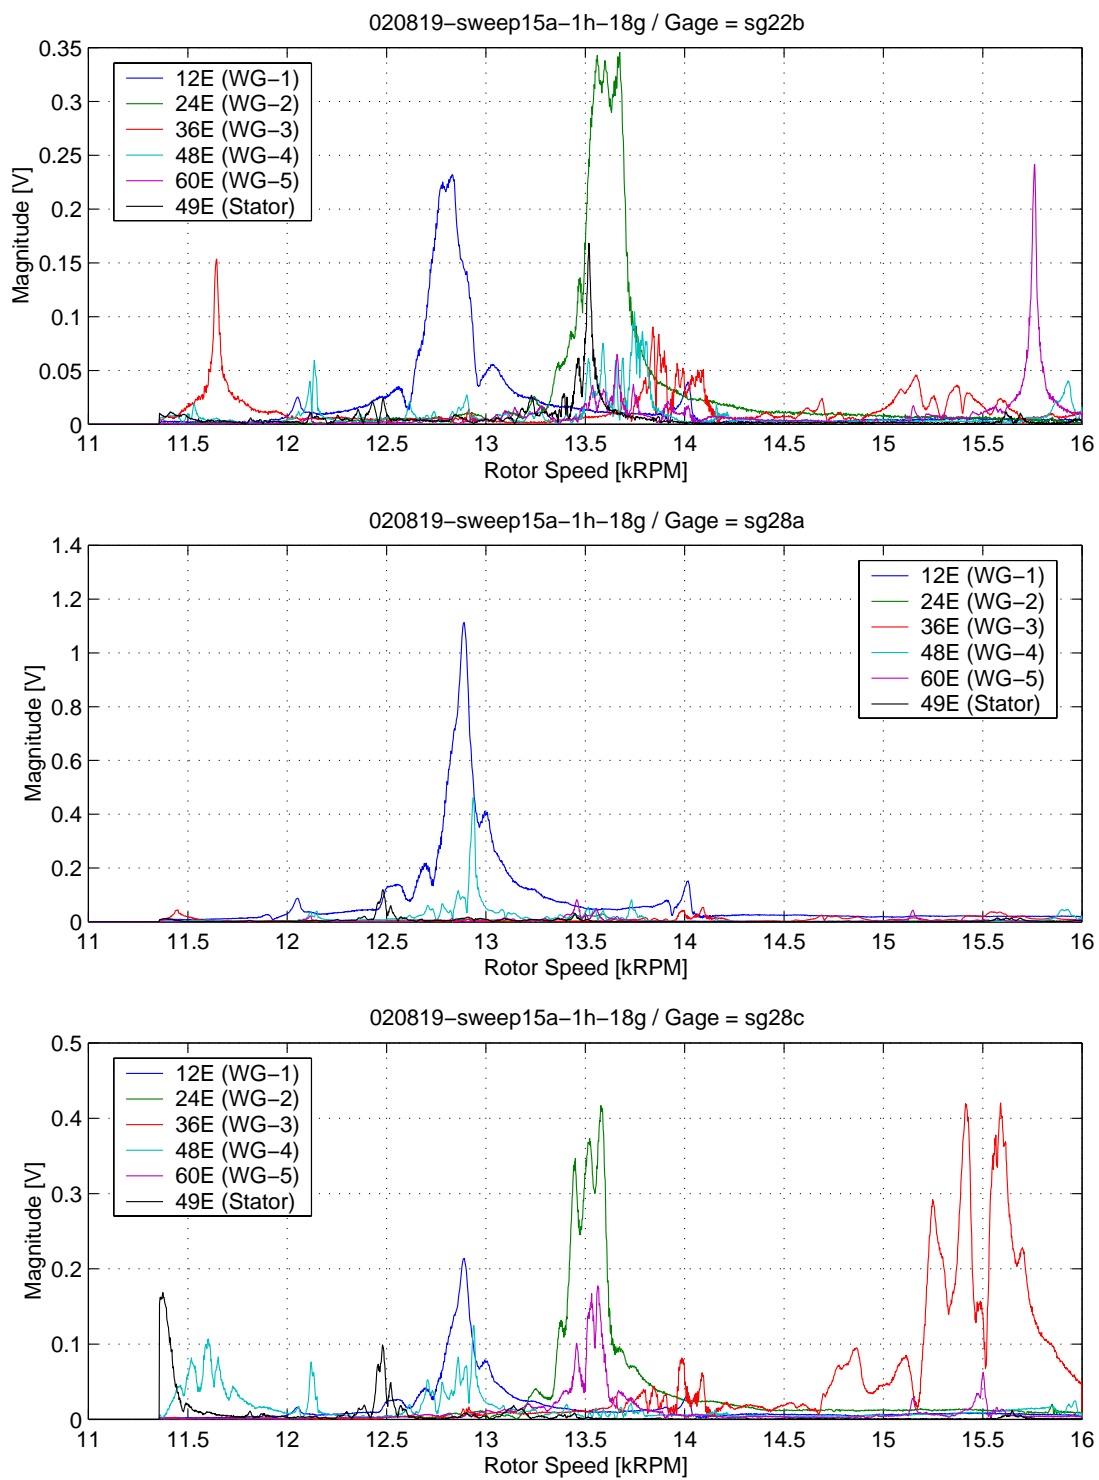 020819−sweep15a−1h−18g / Gage = sg22b
0.35
0.3
0.25
0.2
0.15
0.1
0.05
0
Magnitude [V]
12E (WG−1)
24E (WG−2)
36E (WG−3)
48E (WG−4)
60E (WG−5)
49E (Stator)
11 11.5 12 12.5 13 13.5 14 14.5 15 15.5 16
Rotor Speed [kRPM]
020819−sweep15a−1h−18g / Gage = sg28a
1.4
1.2
1
0.8
0.6
0.4
0.2
0
Magnitude [V]
12E (WG−1)
24E (WG−2)
36E (WG−3)
48E (WG−4)
60E (WG−5)
49E (Stator)
11 11.5 12 12.5 13 13.5 14 14.5 15 15.5 16
Rotor Speed [kRPM]
020819−sweep15a−1h−18g / Gage = sg28c
0.5
0.4
0.3
0.2
0.1
0
Magnitude [V]
12E (WG−1)
24E (WG−2)
36E (WG−3)
48E (WG−4)
60E (WG−5)
49E (Stator)
11 11.5 12 12.5 13 13.5 14 14.5 15 15.5 16
Rotor Speed [kRPM]